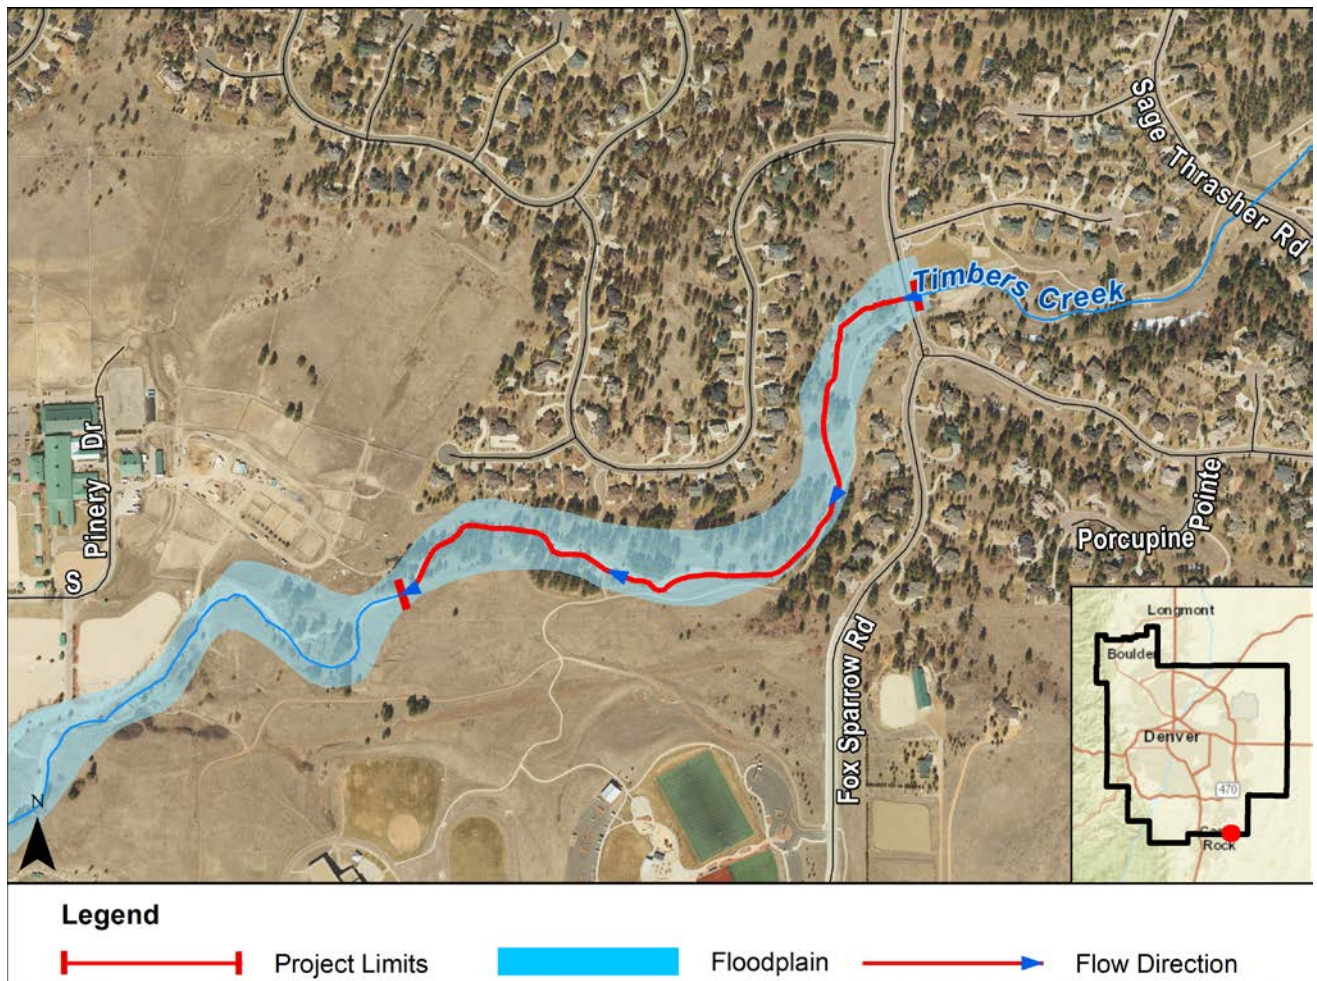 Sage Thrasher Rd
Timbers Creek
S Pinery Dr
Porcupine
Pointe
Fox Sparrow Rd
N
Longmont
Boulder
Denver
470
Rock
Legend
Project Limits
Floodplain
Flow Direction